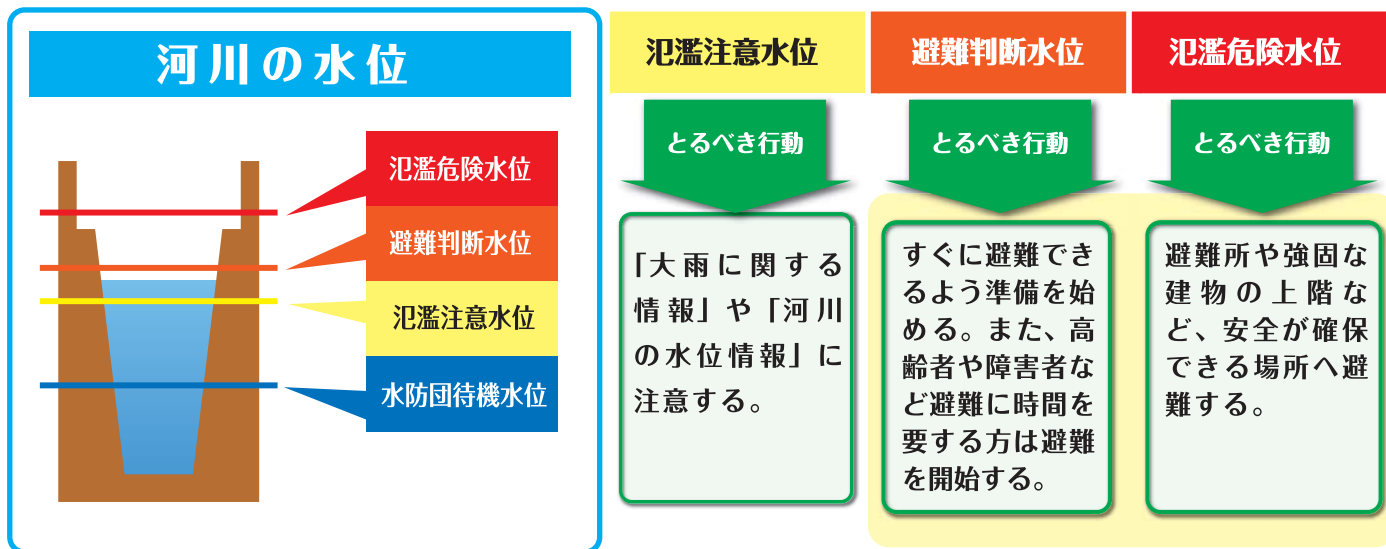 河川の水位
氾濫危険水位
避難判断水位
氾濫注意水位
水防団待機水位
氾濫注意水位
とるべき行動
「大雨に関する
情報」や「河川
の水位情報」に
注意する。
避難判断水位
とるべき行動
すぐに避難でき
るよう準備を始
める。また、高
齢者や障害者な
ど避難に時間を
要する方は避難
を開始する。
氾濫危険水位
とるべき行動
避難所や強固な
建物の上階な
ど、安全が確保
できる場所へ避
難する。